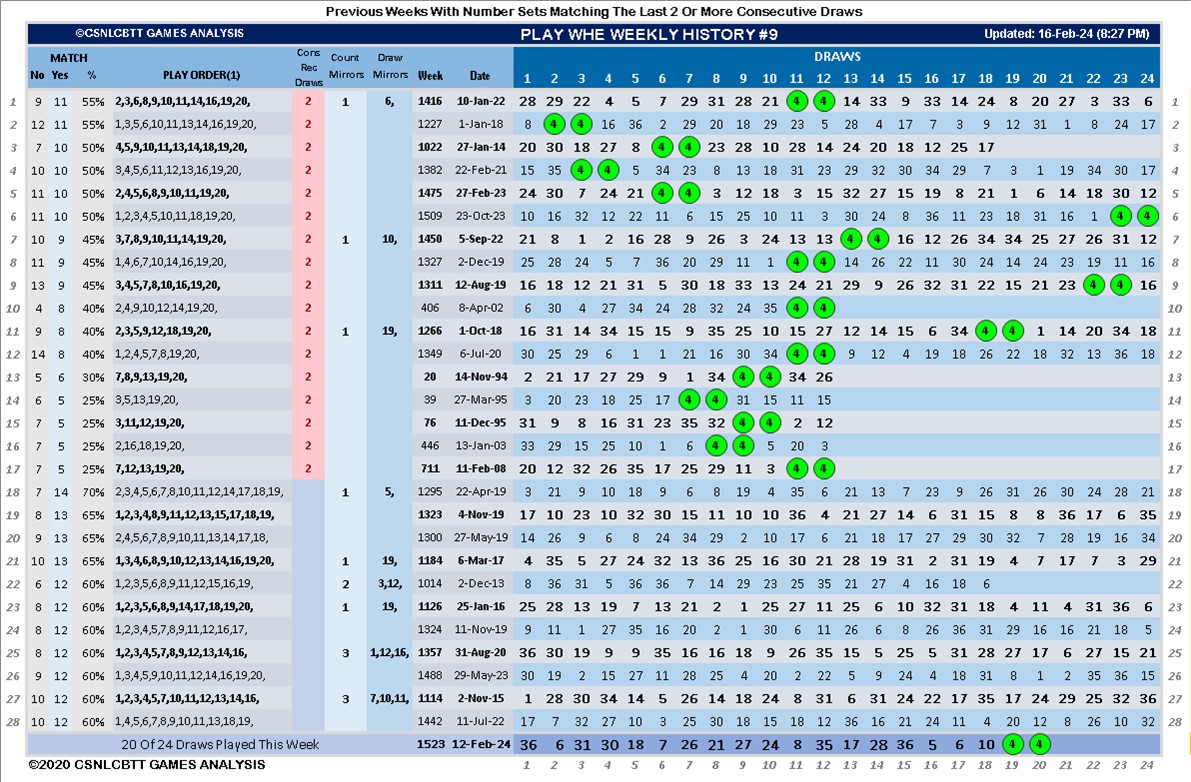 Previous Weeks With Number Sets Matching The Last 2 Or More Consecutive Draws
©CSNLCBTT GAMES ANALYSIS PLAY WHE WEEKLY HISTORY #9 Updated: 16-Feb-24 (8:27 PM)
MATCH Cons Rec Draws Count Mirrors Draw Mirrors DRAWS
No Yes % PLAY ORDER(1) Week Date 1 2 3 4 5 6 7 8 9 10 11 12 13 14 15 16 17 18 19 20 21 22 23 24
1 9 11 55% 2,3,6,8,9,10,11,14,16,19,20, 2 1 6, 1416 10-Jan-22 28 29 22 4 5 7 29 31 28 21 4 4 14 33 9 33 14 24 8 20 27 3 33 6 1
2 12 11 55% 1,3,5,6,10,11,13,14,16,19,20, 2 1227 1-Jan-18 8 4 4 16 36 2 29 20 18 29 23 5 28 4 17 7 3 9 12 31 1 8 24 17 2
3 7 10 50% 4,5,9,10,11,13,14,18,19,20, 2 1022 27-Jan-14 20 30 18 27 8 4 4 23 28 10 28 14 24 20 18 12 25 17 3
4 10 10 50% 3,4,5,6,11,12,13,16,19,20, 2 1382 22-Feb-21 15 35 4 4 5 34 23 8 13 18 31 23 29 32 30 34 29 7 3 1 19 34 30 17 4
5 11 10 50% 2,4,5,6,8,9,10,11,19,20, 2 1475 27-Feb-23 24 30 7 24 21 4 4 3 12 18 3 15 32 27 15 19 8 21 1 6 14 18 33 12 5
6 11 10 50% 1,2,3,4,5,10,11,18,19,20, 2 1509 23-Oct-23 10 16 32 12 22 11 6 15 25 10 11 3 30 24 8 36 11 23 18 31 16 1 4 4 6
7 10 9 45% 3,7,8,9,10,11,14,19,20, 2 1 10, 1450 5-Sep-22 21 8 1 2 16 28 9 26 3 24 13 13 4 4 16 12 26 34 34 25 27 26 31 12 7
8 11 9 45% 2,4,6,7,10,14,16,19,20, 2 1327 2-Dec-19 25 28 24 5 7 36 20 29 11 1 4 4 14 26 22 11 30 24 14 24 23 19 11 16 8
9 13 9 45% 3,4,5,7,8,10,16,19,20, 2 1311 12-Aug-19 16 18 12 21 31 5 30 18 33 13 24 21 29 9 26 32 31 22 15 21 23 4 4 16 9
10 4 8 40% 2,4,9,10,12,14,19,20, 2 406 8-Apr-02 6 30 4 27 34 24 28 32 24 35 4 4 10
11 9 8 40% 2,3,5,9,12,18,19,20, 2 1 19, 1266 1-Oct-18 16 31 14 34 15 15 9 35 25 10 15 27 12 14 15 6 34 4 4 1 14 20 34 18 11
12 14 8 40% 1,2,4,5,7,8,19,20, 2 1349 6-Jul-20 30 25 29 6 1 1 21 16 30 34 4 4 9 12 4 19 18 26 22 18 32 13 36 18 12
13 5 6 30% 7,8,9,13,19,20, 2 20 14-Nov-94 2 21 13 17 27 29 9 1 34 4 4 34 26 13
14 6 5 25% 3,5,13,19,20, 2 39 27-Mar-95 3 20 23 18 25 17 4 4 31 15 11 15 14
15 7 5 25% 3,11,12,19,20, 2 76 11-Dec-95 31 9 8 16 31 23 35 32 4 4 2 12 15
16 7 5 25% 2,16,18,19,20, 2 446 13-Jan-03 33 29 15 25 10 1 6 4 4 5 20 3 16
17 7 5 25% 7,12,13,19,20, 2 711 11-Feb-08 20 12 32 26 35 17 25 29 11 3 4 4 17
18 7 14 70% 2,3,4,5,6,7,8,10,11,12,14,17,18,19, 1 5, 1295 22-Apr-19 3 21 9 10 18 9 6 8 19 4 35 6 21 13 7 23 9 26 31 26 30 24 28 21 18
19 8 13 65% 1,2,3,4,8,9,11,12,13,15,17,18,19, 1323 4-Nov-19 17 10 23 10 32 30 15 11 10 10 36 4 21 27 14 6 31 15 8 8 36 17 6 35 19
20 9 13 65% 2,4,5,6,7,8,9,10,11,13,14,17,18, 1300 27-May-19 14 26 9 6 8 24 34 29 2 10 17 6 21 18 17 27 29 30 32 7 28 19 16 34 20
21 10 13 65% 1,3,4,6,8,9,10,12,13,14,16,19,20, 1 19, 1184 6-Mar-17 4 35 5 27 24 32 13 36 25 16 30 21 28 19 31 2 31 19 4 7 17 7 3 29 21
22 6 12 60% 1,2,3,5,6,8,9,11,12,15,16,19, 2 3,12, 1014 2-Dec-13 8 36 31 5 36 36 7 14 29 23 25 35 21 27 4 16 18 6 22
23 8 12 60% 1,2,3,5,6,8,9,14,17,18,19,20, 1 19, 1126 25-Jan-16 25 28 13 19 7 13 21 2 1 25 27 11 25 6 10 32 31 18 4 11 4 31 36 6 23
24 8 12 60% 1,2,3,4,5,7,8,9,11,12,16,17, 1324 11-Nov-19 9 11 1 27 35 16 20 2 1 30 6 11 26 6 8 26 36 31 29 16 16 21 18 5 24
25 8 12 60% 1,2,3,4,5,7,8,9,12,13,14,16, 3 1,12,16, 1357 31-Aug-20 36 30 19 9 9 35 16 16 18 9 26 35 15 5 25 5 31 28 27 17 6 27 15 21 25
26 8 12 60% 1,3,4,5,9,10,11,12,14,16,19,20, 1488 29-May-23 30 19 2 15 27 11 28 25 4 20 2 22 5 9 24 4 18 31 8 1 2 35 36 15 26
27 10 12 60% 1,2,3,4,5,7,10,11,12,13,14,16, 3 7,10,11, 1114 2-Nov-15 1 28 30 34 14 5 26 14 18 24 8 31 6 31 24 22 17 35 17 24 29 25 32 36 27
28 10 12 60% 1,4,5,6,7,8,9,10,11,13,18,19, 1442 11-Jul-22 17 7 32 27 10 3 25 30 18 15 18 12 36 16 21 24 11 4 20 12 8 26 10 32 28
20 Of 24 Draws Played This Week 1523 12-Feb-24 36 6 31 30 18 7 26 21 27 24 8 35 17 28 36 5 6 10 4 4
©2020 CSNLCBTT GAMES ANALYSIS 1 2 3 4 5 6 7 8 9 10 11 12 13 14 15 16 17 18 19 20 21 22 23 24